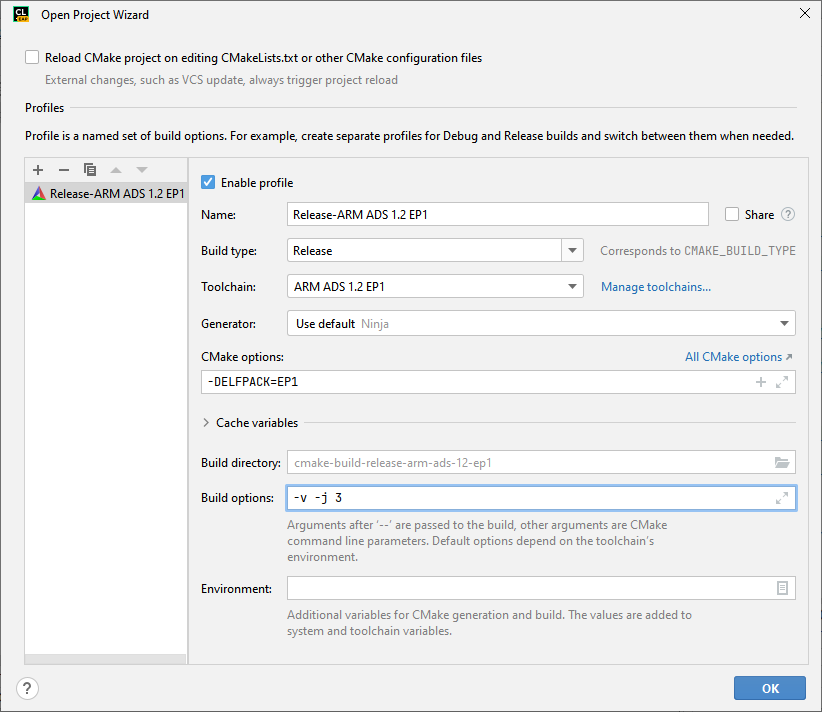 CL
EAP
Open Project Wizard
Reload CMake project on editing CMakeLists.txt or other CMake configuration files
External changes, such as VCS update, always trigger project reload
Profiles
Profile is a named set of build options. For example, create separate profiles for Debug and Release builds and switch between them when needed.
Release-ARM ADS 1.2 EP1
Enable profile
Name: Release-ARM ADS 1.2 EP1 Share ?
Build type: Release Corresponds to CMAKE_BUILD_TYPE
Toolchain: ARM ADS 1.2 EP1 Manage toolchains...
Generator: Use default Ninja
CMake options: All CMake options ↗
-DELFPACK=EP1
Cache variables
Build directory: cmake-build-release-arm-ads-12-ep1
Build options: -v -j 3
Arguments after ‘--’ are passed to the build, other arguments are CMake
command line parameters. Default options depend on the toolchain’s
environment.
Environment:
Additional variables for CMake generation and build. The values are added to
system and toolchain variables.
? OK